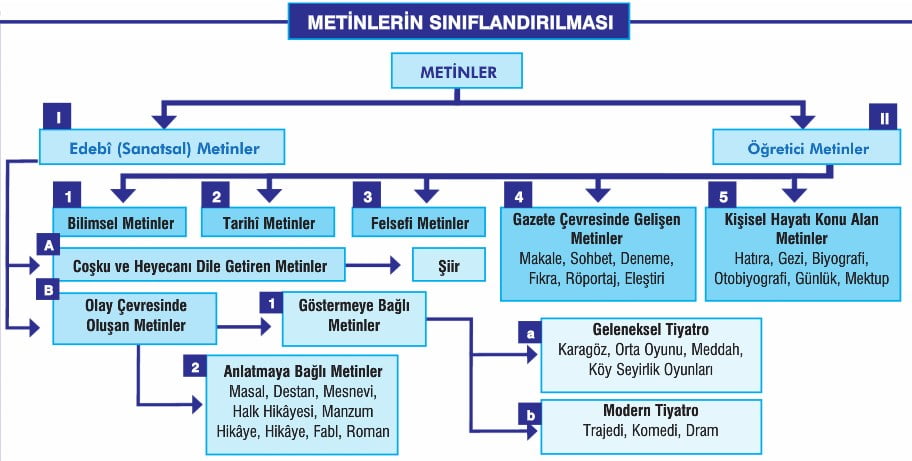 METİNLERİN SINIFLANDIRILMASI
METİNLER
I
Edebî (Sanatsal) Metinler
II
Öğretici Metinler
1
Bilimsel Metinler
2
Tarihî Metinler
3
Felsefi Metinler
4
Gazete Çevresinde Gelişen
Metinler
Makale, Sohbet, Deneme,
Fıkra, Röportaj, Eleştiri
5
Kişisel Hayatı Konu Alan
Metinler
Hatıra, Gezi, Biyografi,
Otobiyografi, Günlük, Mektup
A
Coşku ve Heyecanı Dile Getiren Metinler
Şiir
B
Olay Çevresinde
Oluşan Metinler
1
Göstermeye Bağlı
Metinler
a
Geleneksel Tiyatro
Karagöz, Orta Oyunu, Meddah,
Köy Seyirlik Oyunları
2
Anlatmaya Bağlı Metinler
Masal, Destan, Mesnevi,
Halk Hikâyesi, Manzum
Hikâye, Hikâye, Fabl, Roman
b
Modern Tiyatro
Trajedi, Komedi, Dram